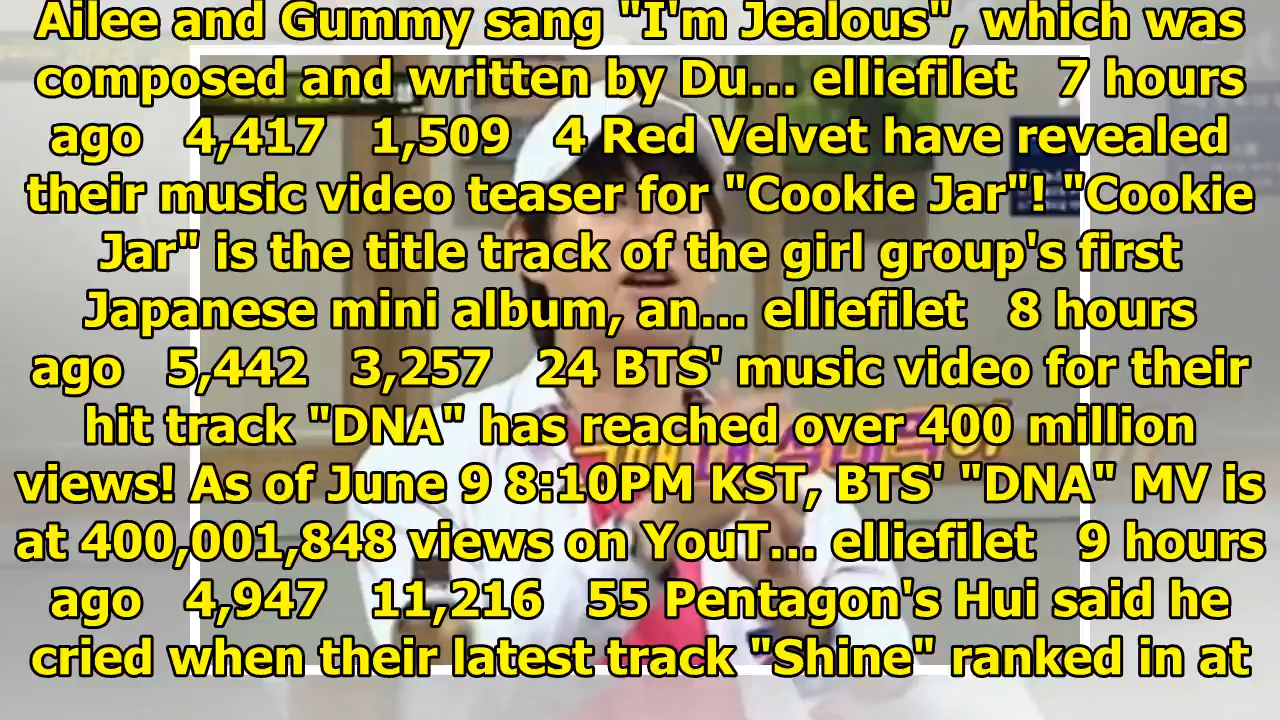 Ailee and Gummy sang "I'm Jealous", which was
composed and written by Du... elliefilet 7 hours
ago 4,417 1,509 4 Red Velvet have revealed
their music video teaser for "Cookie Jar"! "Cookie
Jar" is the title track of the girl group's first
Japanese mini album, an... elliefilet 8 hours
ago 5,442 3,257 24 BTS' music video for their
hit track "DNA" has reached over 400 million
views! As of June 9 8:10PM KST, BTS' "DNA" MV is
at 400,001,848 views on YouT... elliefilet 9 hours
ago 4,947 11,216 55 Pentagon's Hui said he
cried when their latest track "Shine" ranked in at